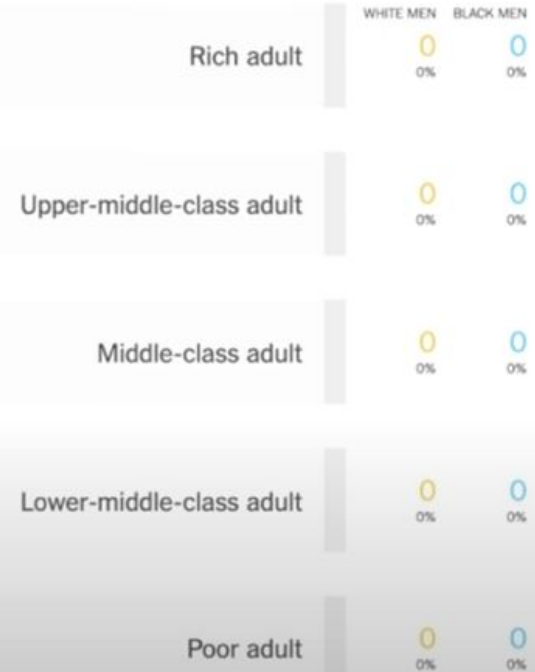 WHITE MEN BLACK MEN
Rich adult 0 0
0% 0%
Upper-middle-class adult 0 0
0% 0%
Middle-class adult 0 0
0% 0%
Lower-middle-class adult 0 0
0% 0%
Poor adult 0 0
0% 0%